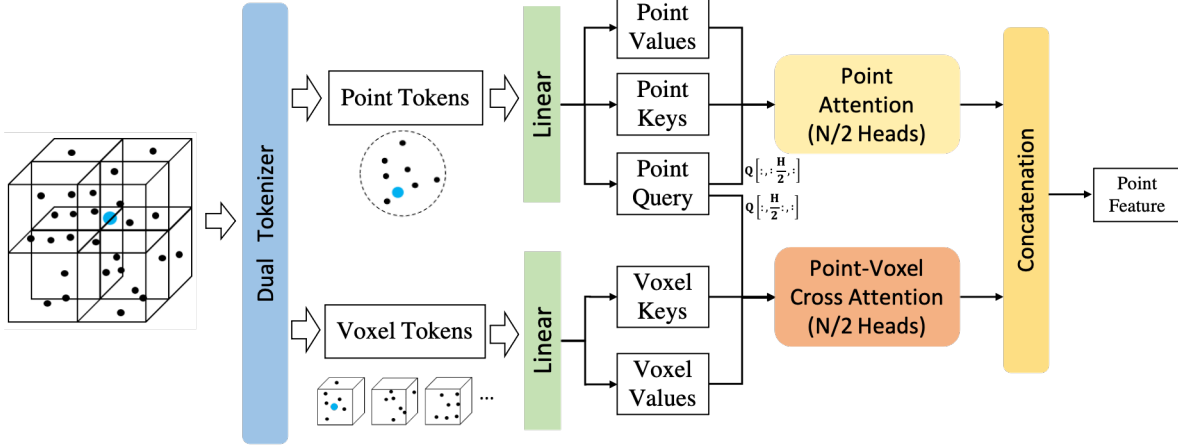 Dual Tokenizer
Point Tokens
Linear
Point
Values
Point
Keys
Point
Query
Q[:,:H/2,:]
Q[:,H/2:,:]
Point
Attention
(N/2 Heads)
Voxel Tokens
...
Linear
Voxel
Keys
Voxel
Values
Point-Voxel
Cross Attention
(N/2 Heads)
Concatenation
Point
Feature